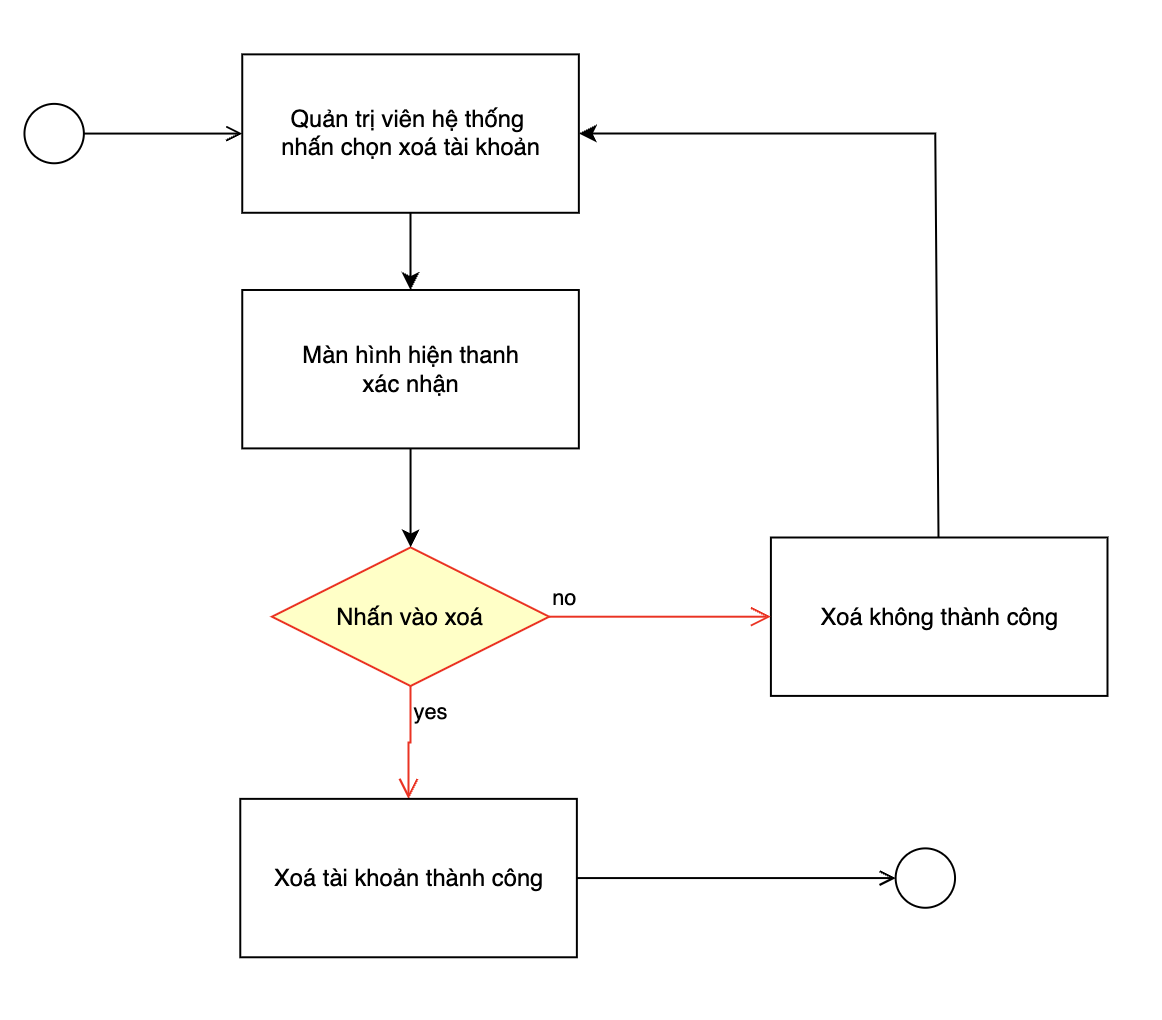 Quản trị viên hệ thống
nhấn chọn xoá tài khoản
Màn hình hiện thanh
xác nhận
Nhấn vào xoá
no
Xoá không thành công
yes
Xoá tài khoản thành công